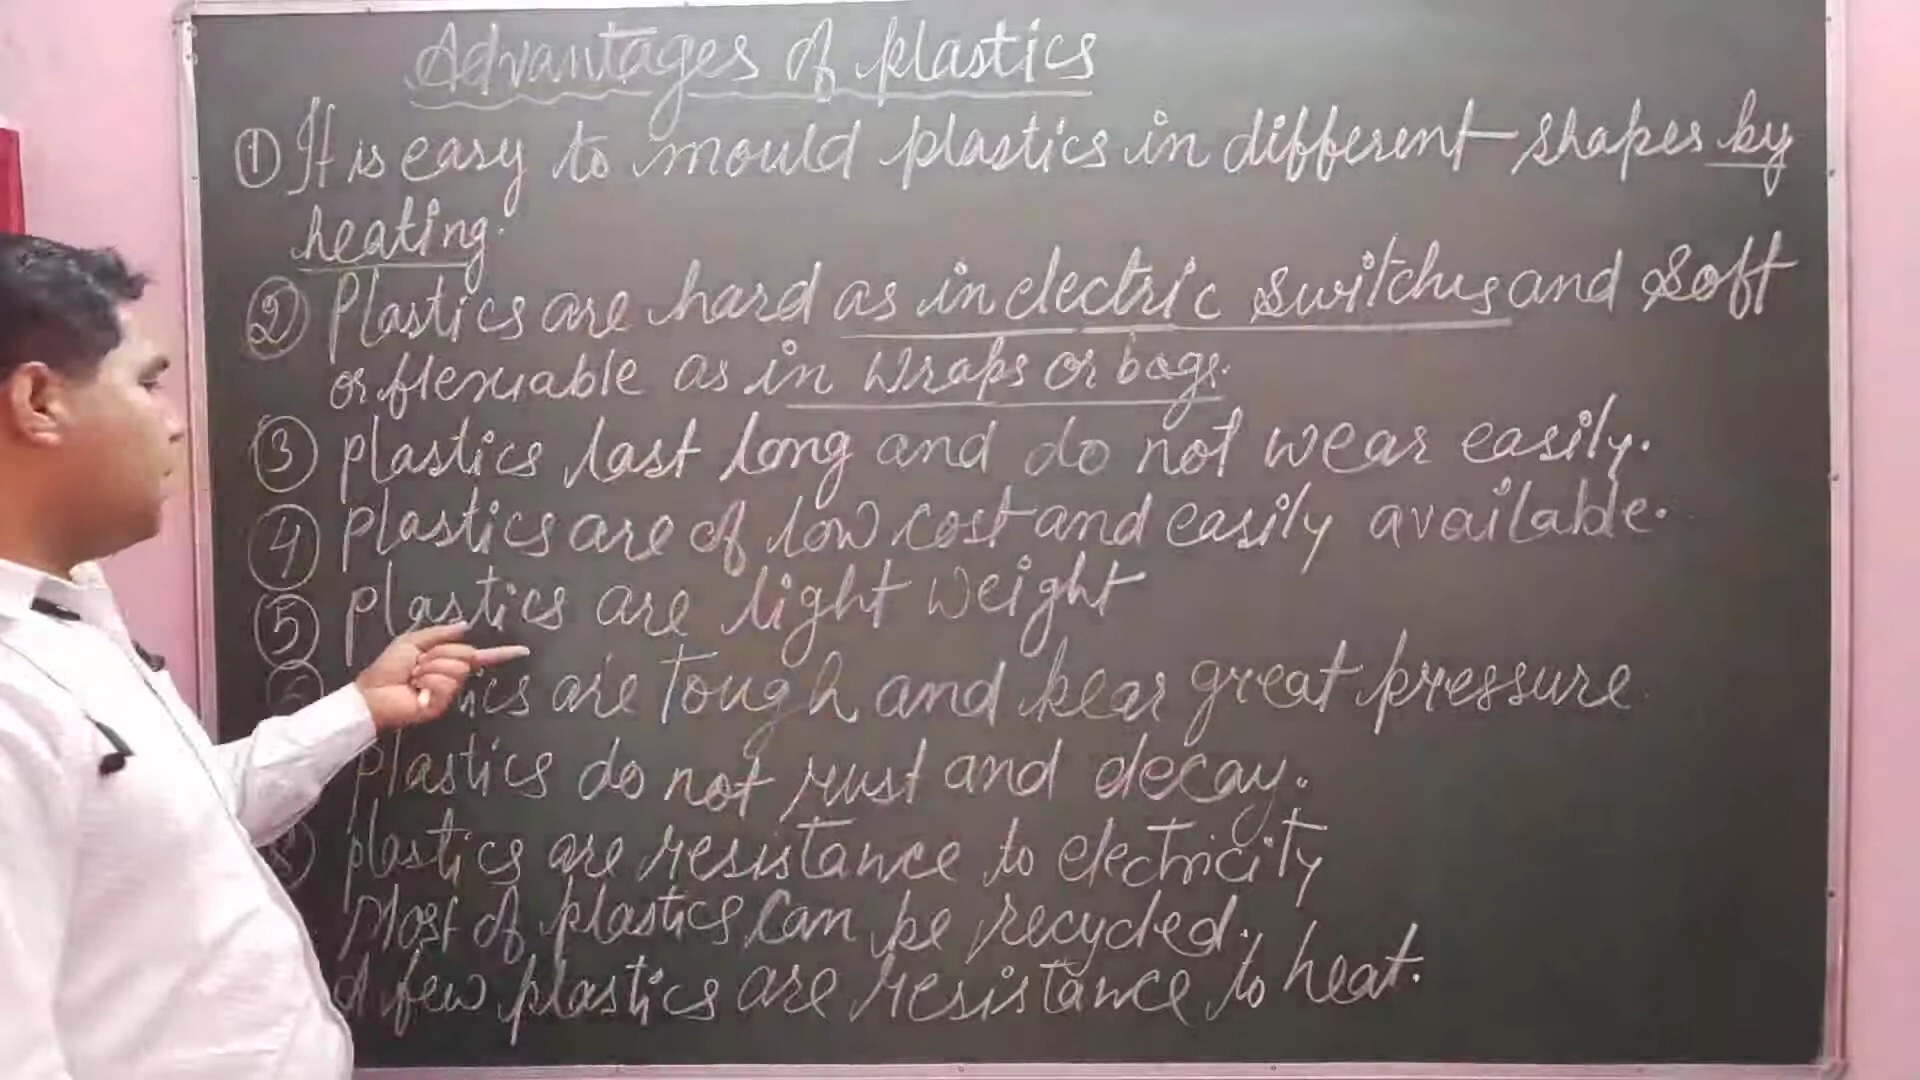 Advantages of plastics
① It is easy to mould plastics in different shapes by
heating.
② Plastics are hard as in electric switches and soft
or flexiable as in wraps or bags.
③ plastics last long and do not wear easily.
④ plastics are of low cost and easily available.
⑤ plastics are light weight
⑥ tics are tough and bear great pressure
plastics do not rust and decay.
⑧ plastics are resistance to electricity
Most of plastics can be recycled.
A few plastics are resistance to heat.